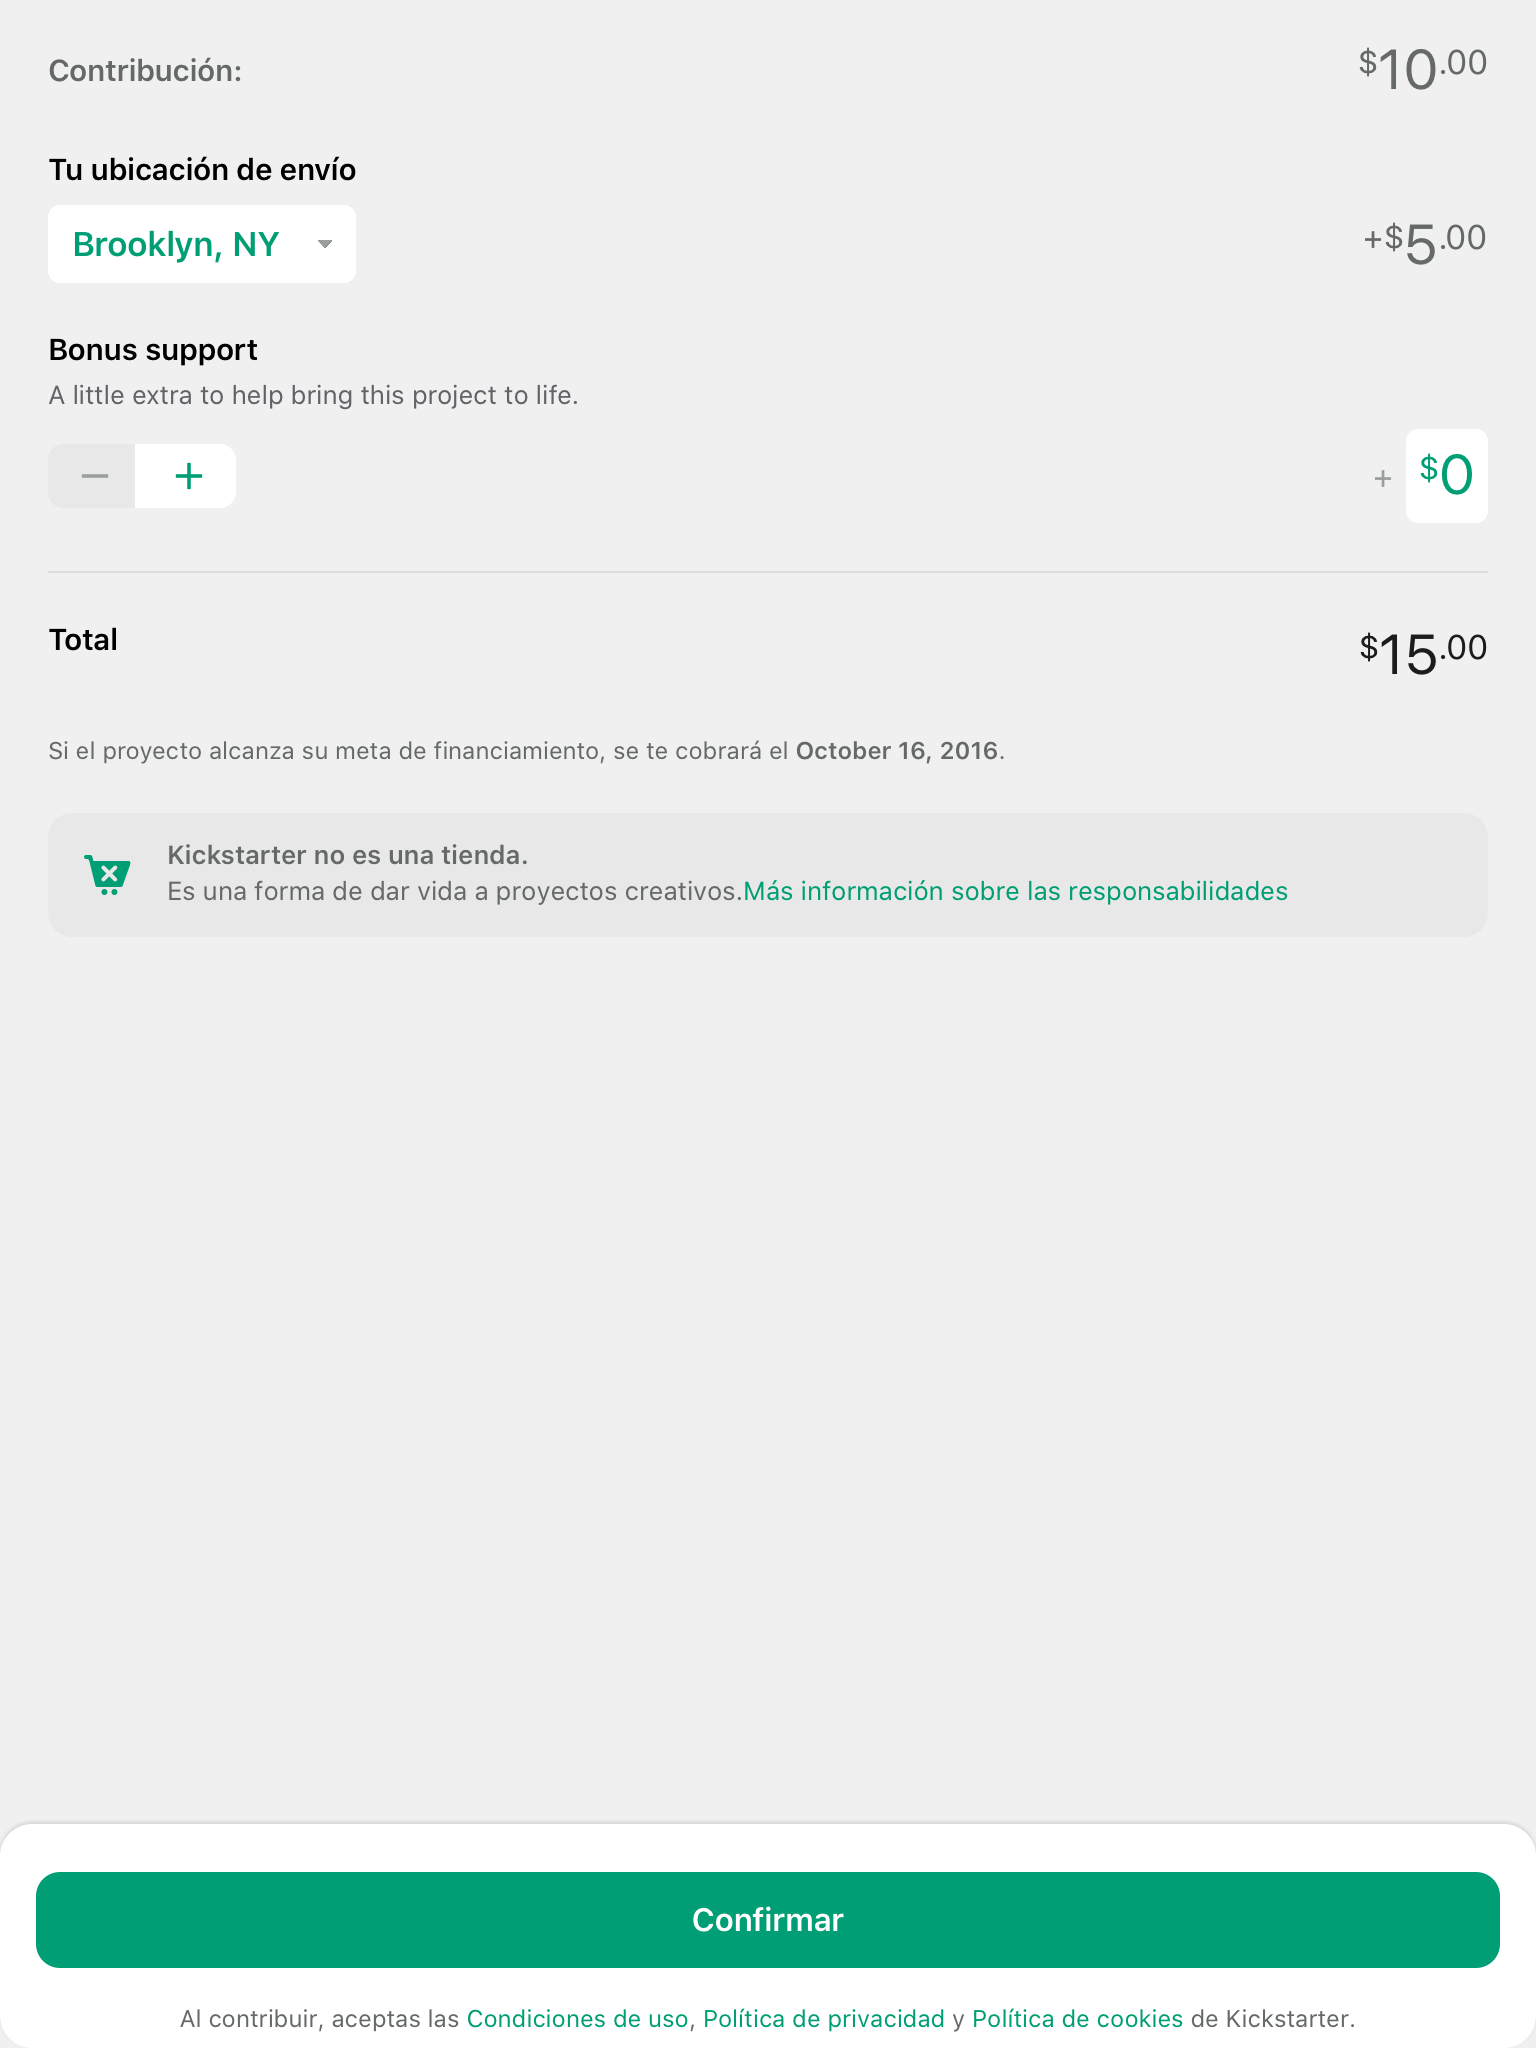 Contribución:
$10.00
Tu ubicación de envío
Brooklyn, NY
+$5.00
Bonus support
A little extra to help bring this project to life.
− +
+ $0
Total
$15.00
Si el proyecto alcanza su meta de financiamiento, se te cobrará el October 16, 2016.
Kickstarter no es una tienda.
Es una forma de dar vida a proyectos creativos.Más información sobre las responsabilidades
Confirmar
Al contribuir, aceptas las Condiciones de uso, Política de privacidad y Política de cookies de Kickstarter.